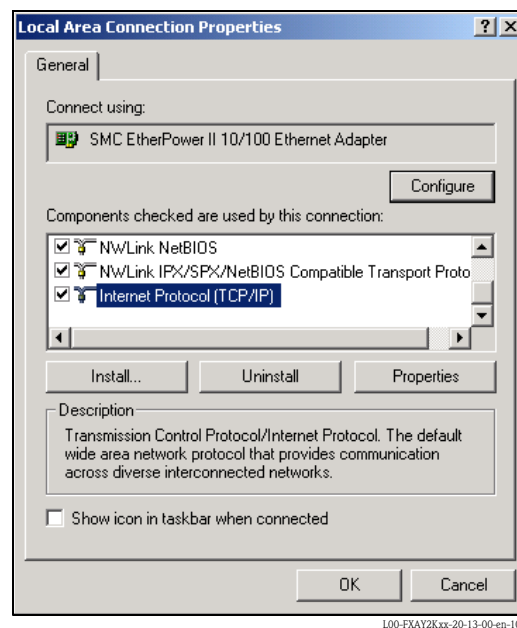 Local Area Connection Properties
General
Connect using:
SMC EtherPower II 10/100 Ethernet Adapter
Configure
Components checked are used by this connection:
NWLink NetBIOS
NWLink IPX/SPX/NetBIOS Compatible Transport Proto
Internet Protocol (TCP/IP)
Install... Uninstall Properties
Description
Transmission Control Protocol/Internet Protocol. The default
wide area network protocol that provides communication
across diverse interconnected networks.
Show icon in taskbar when connected
OK Cancel
L00-FXAY2Kxx-20-13-00-en-10